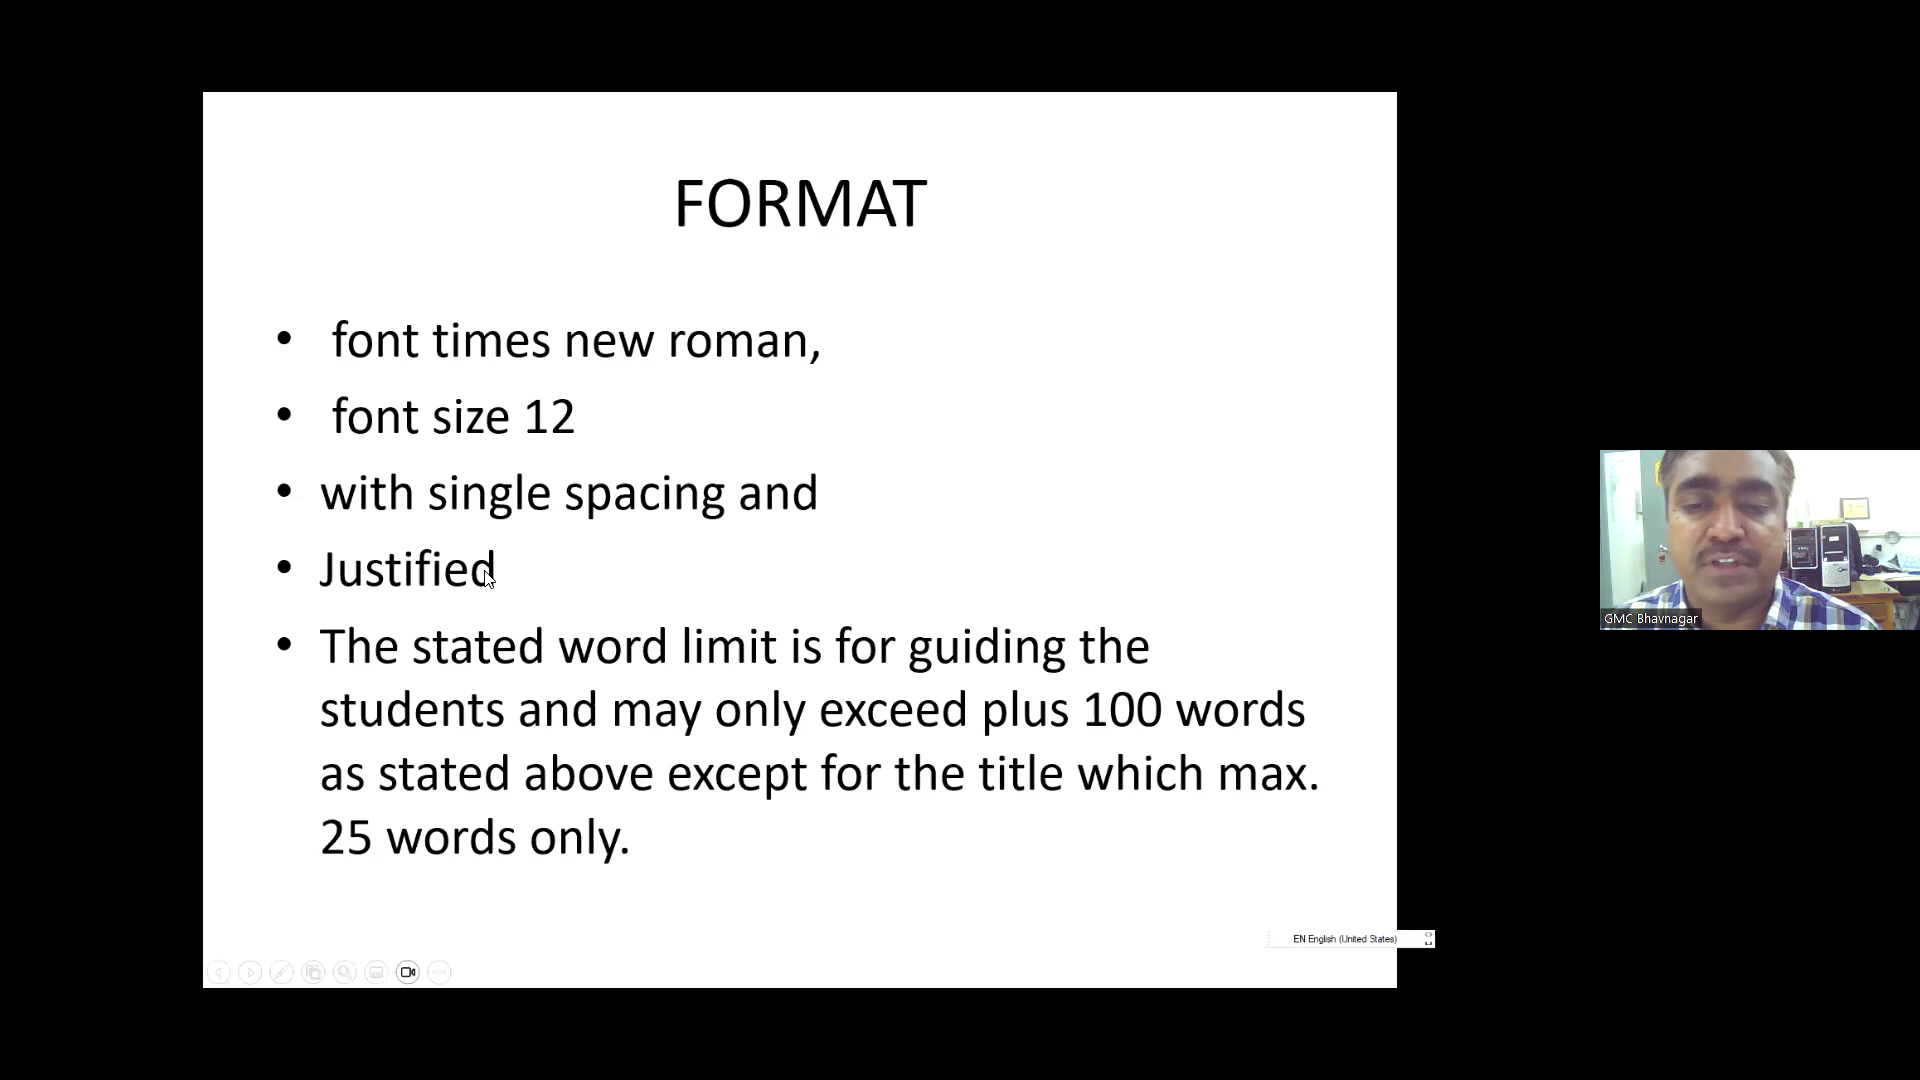 FORMAT
• font times new roman,
• font size 12
• with single spacing and
• Justified
• The stated word limit is for guiding the
students and may only exceed plus 100 words
as stated above except for the title which max.
25 words only.
GMC Bhavnagar
EN English (United States)